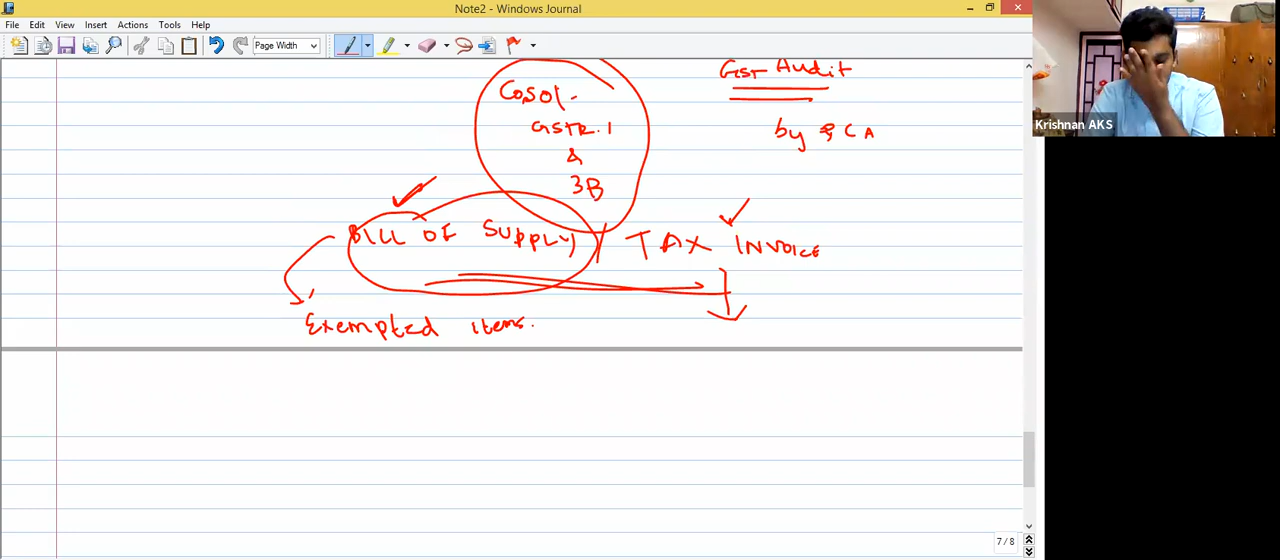 Note2 - Windows Journal
File Edit View Insert Actions Tools Help
Page Width
GST Audit
by CA
Cosol.
GSTR.1
&
3B
BILL OF SUPPLY / TAX INVOICE
Exempted items.
7 / 8
Krishnan AKS